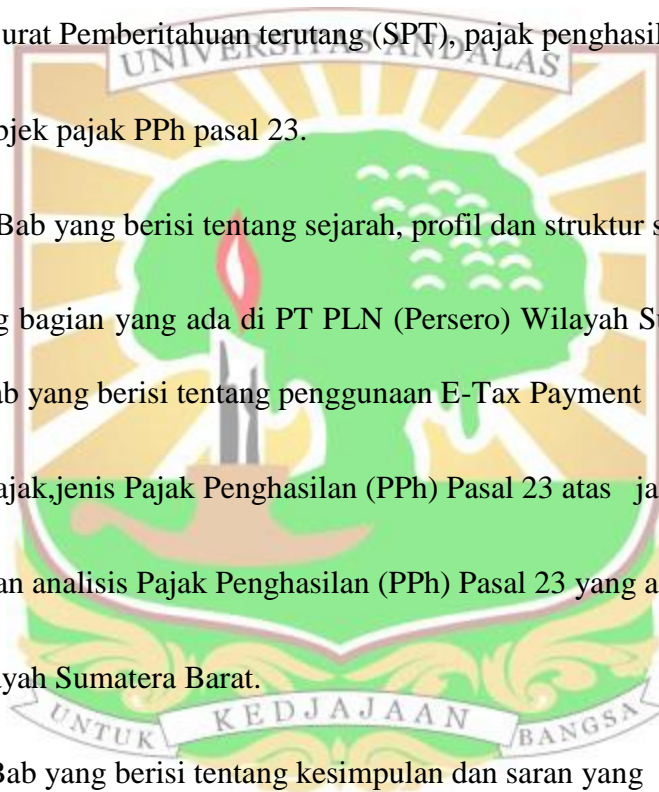 urat Pemberitahuan terutang (SPT), pajak penghasil
UNIVERSITAS ANDALAS
bjek pajak PPh pasal 23.
Bab yang berisi tentang sejarah, profil dan struktur s
g bagian yang ada di PT PLN (Persero) Wilayah Su
ab yang berisi tentang penggunaan E-Tax Payment
ajak,jenis Pajak Penghasilan (PPh) Pasal 23 atas ja
an analisis Pajak Penghasilan (PPh) Pasal 23 yang a
ayah Sumatera Barat.
UNTUK KEDJAJAAN BANGSA
Bab yang berisi tentang kesimpulan dan saran yang